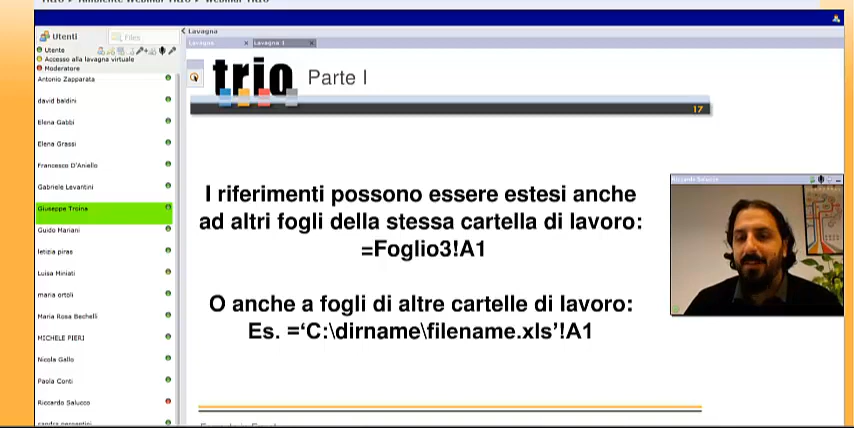 Utenti
Files
Utente
Accesso alla lavagna virtuale
Moderatore
Antonio Zapparata
david baldini
Elena Gabbi
Elena Grassi
Francesco D'Aniello
Gabriele Levantini
Giuseppe Troina
Guido Mariani
letizia piras
Luisa Miniati
maria ortoli
Maria Rosa Bechelli
MICHELE PIERI
Nicola Gallo
Paola Conti
Riccardo Salucco
Lavagna
Lavagna
Lavagna 1
trio
Parte I
17
I riferimenti possono essere estesi anche
ad altri fogli della stessa cartella di lavoro:
=Foglio3!A1
O anche a fogli di altre cartelle di lavoro:
Es. =‘C:\dirname\filename.xls’!A1
Riccardo Salucco